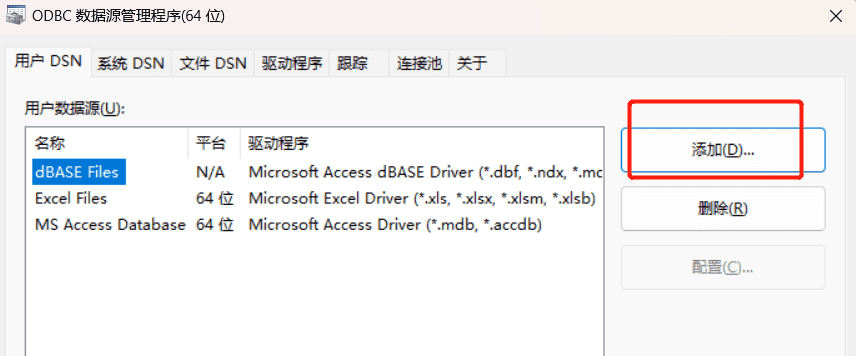 ODBC 数据源管理程序(64 位)
用户 DSN 系统 DSN 文件 DSN 驱动程序 跟踪 连接池 关于
用户数据源(U):
名称 平台 驱动程序
dBASE Files N/A Microsoft Access dBASE Driver (*.dbf, *.ndx, *.mc
Excel Files 64 位 Microsoft Excel Driver (*.xls, *.xlsx, *.xlsm, *.xlsb)
MS Access Database 64 位 Microsoft Access Driver (*.mdb, *.accdb)
添加(D)...
删除(R)
配置(C)...